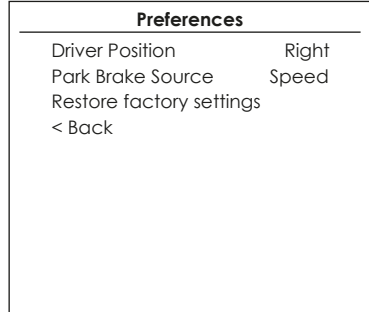 Preferences
Driver Position Right
Park Brake Source Speed
Restore factory settings
< Back